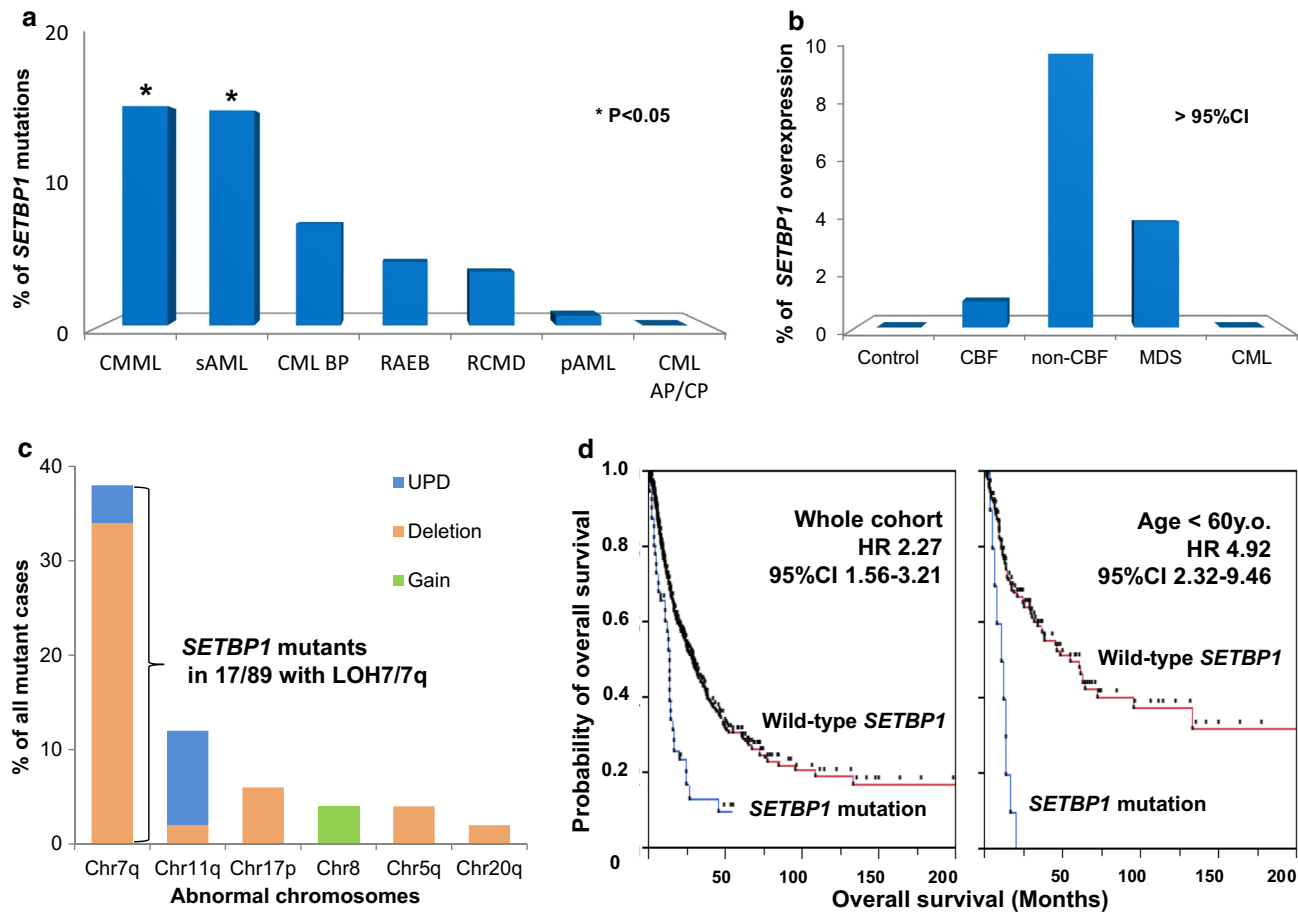 a
20
10
0
% of SETBP1 mutations
*
*
* P<0.05
CMML
sAML
CML BP
RAEB
RCMD
pAML
CML
AP/CP
b
10
8
6
4
2
0
% of SETBP1 overexpression
> 95%CI
Control
CBF
non-CBF
MDS
CML
c
40
30
20
10
0
% of all mutant cases
UPD
Deletion
Gain
SETBP1 mutants
in 17/89 with LOH7/7q
Chr7q
Chr11q
Chr17p
Chr8
Chr5q
Chr20q
Abnormal chromosomes
d
1.0
0.8
0.6
0.4
0.2
0
Probability of overall survival
Whole cohort
HR 2.27
95%CI 1.56-3.21
Wild-type SETBP1
SETBP1 mutation
50
100
150
200
Age < 60y.o.
HR 4.92
95%CI 2.32-9.46
Wild-type SETBP1
SETBP1 mutation
50
100
150
200
Overall survival (Months)